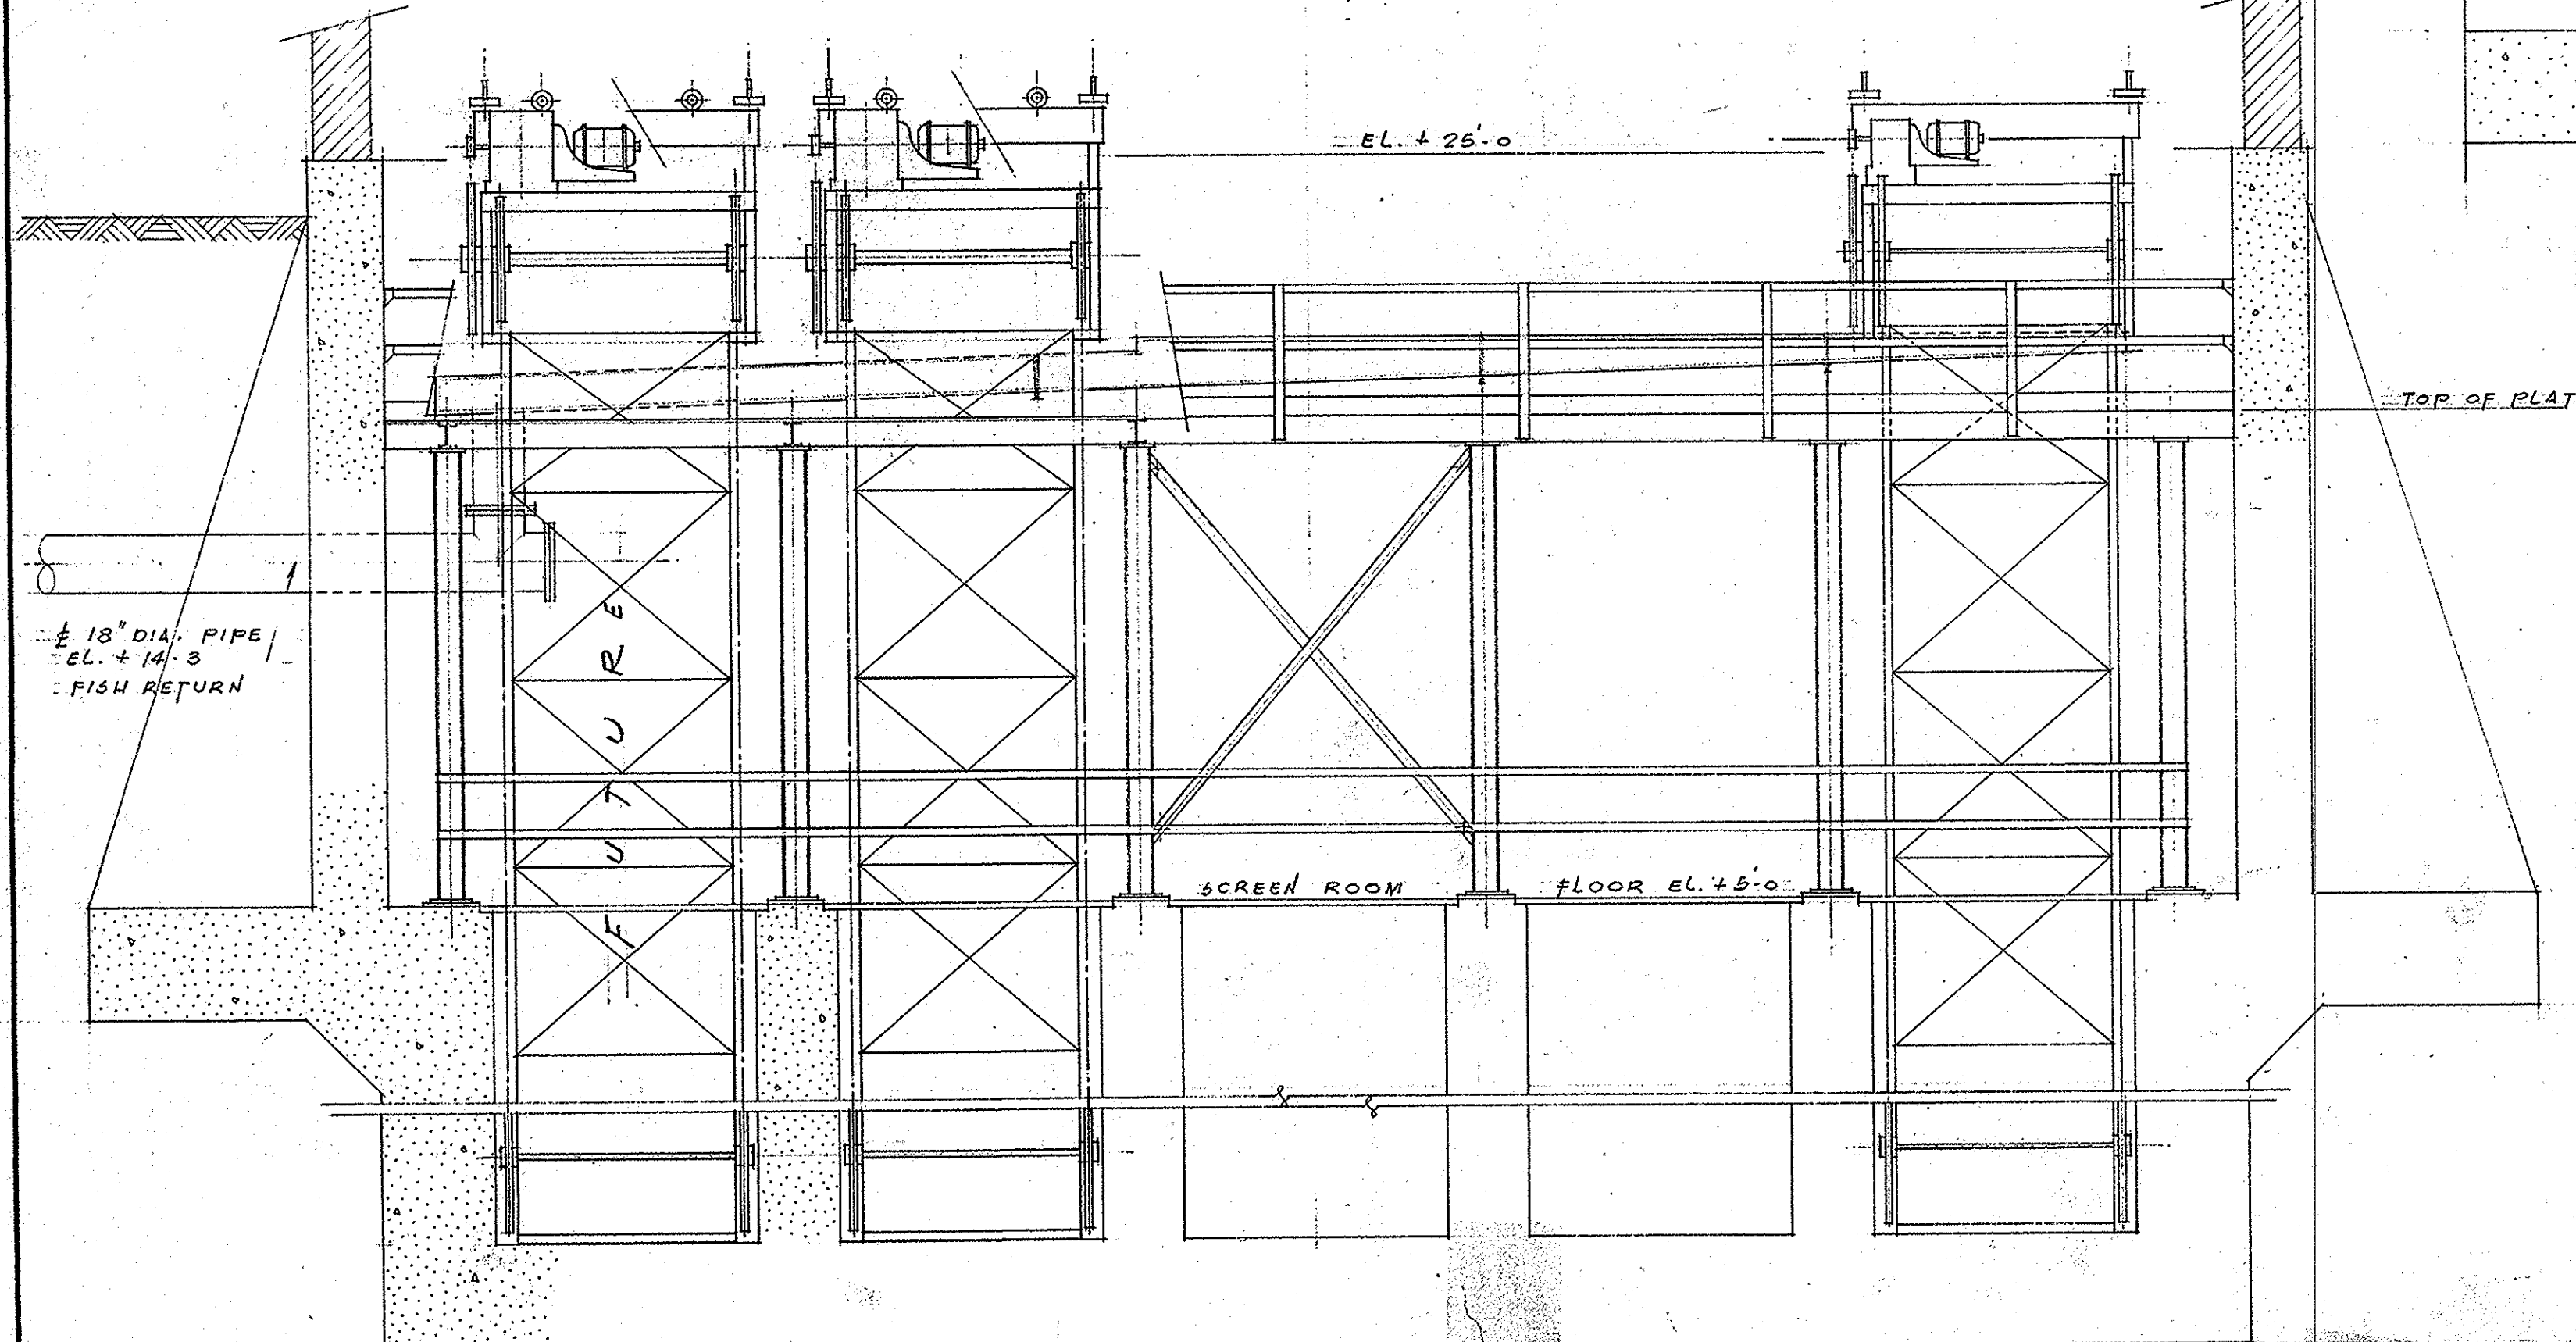 EL. + 25'-0
TOP OF PLAT
℄ 18" DIA. PIPE
EL. + 14-3
FISH RETURN
FUTURE
SCREEN ROOM FLOOR EL. +5'-0